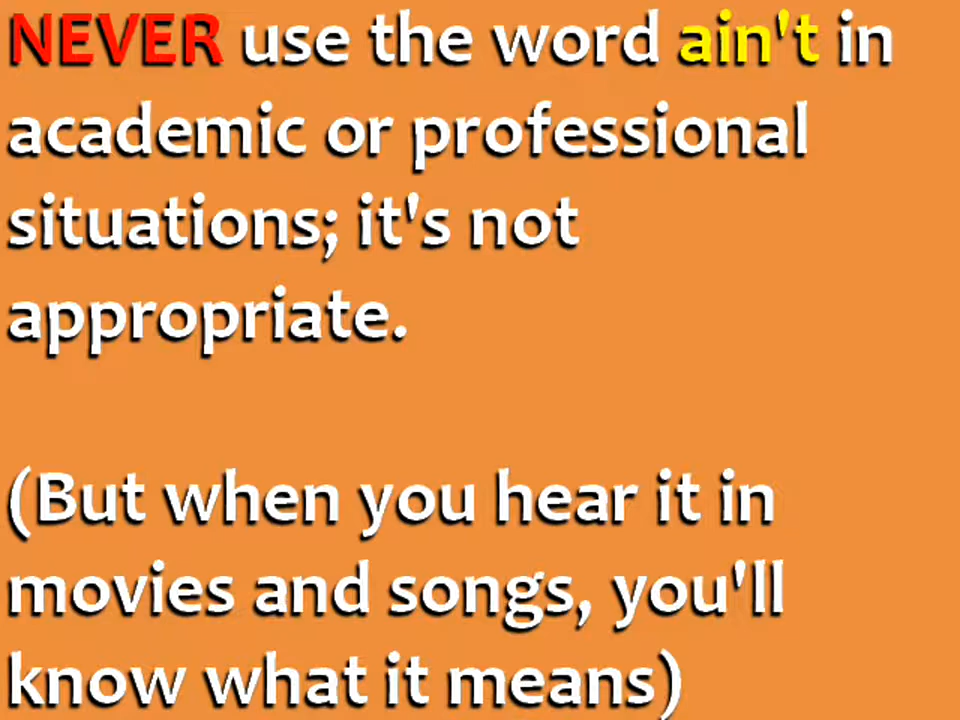 NEVER use the word ain't in
academic or professional
situations; it's not
appropriate.
(But when you hear it in
movies and songs, you'll
know what it means)